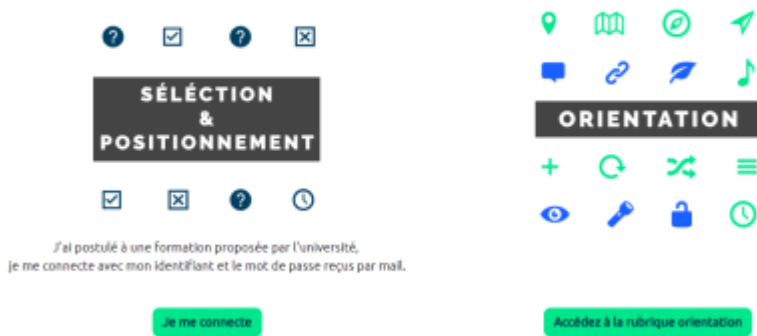 SÉLÉCTION
&
POSITIONNEMENT
J'ai postulé à une formation proposée par l'université,
je me connecte avec mon identifiant et le mot de passe reçus par mail.
Je me connecte
ORIENTATION
Accédez à la rubrique orientation